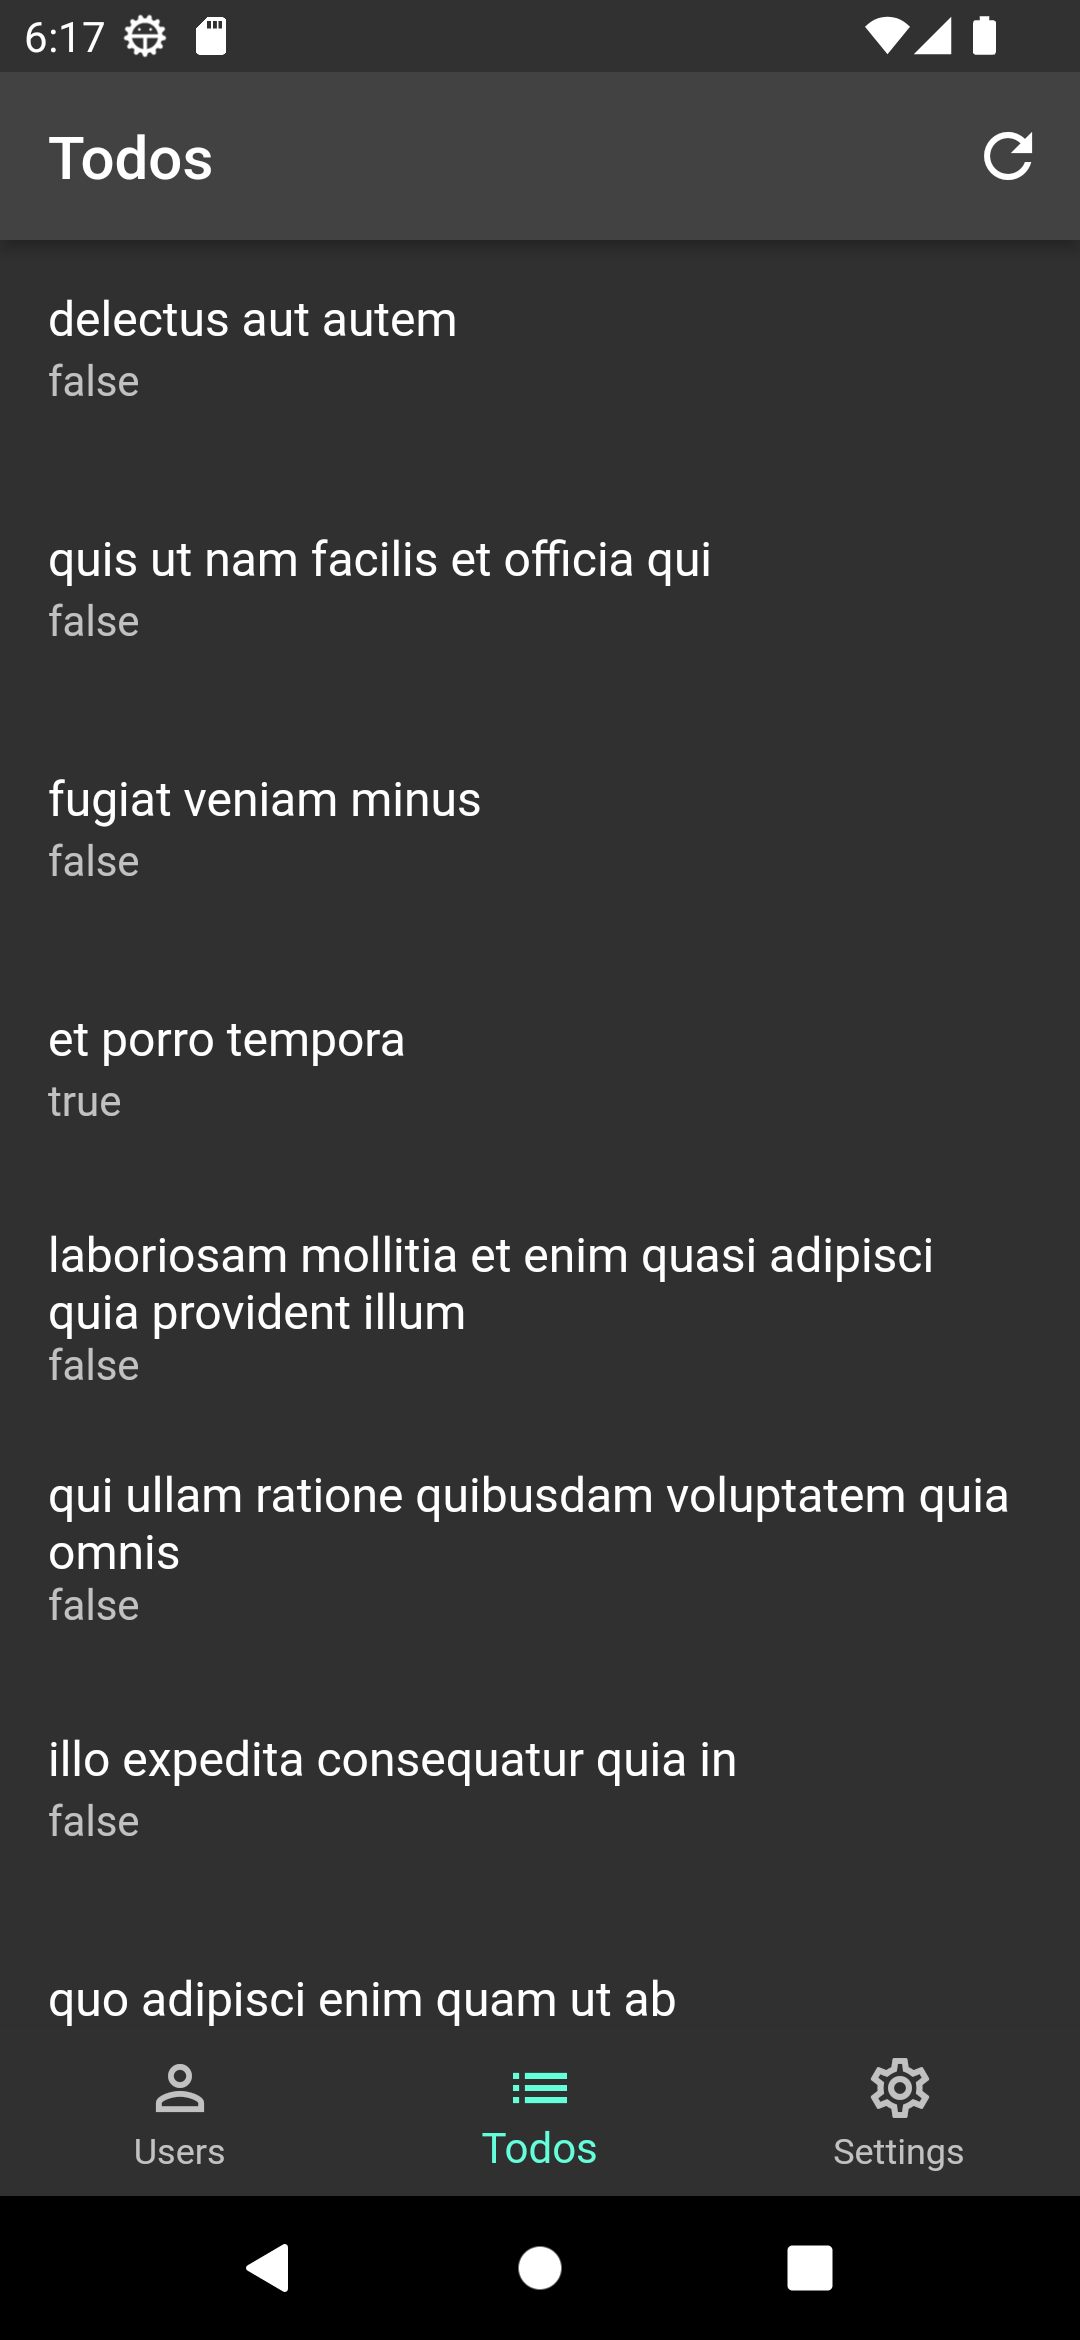 6:17
Todos
delectus aut autem
false
quis ut nam facilis et officia qui
false
fugiat veniam minus
false
et porro tempora
true
laboriosam mollitia et enim quasi adipisci
quia provident illum
false
qui ullam ratione quibusdam voluptatem quia
omnis
false
illo expedita consequatur quia in
false
quo adipisci enim quam ut ab
Users
Todos
Settings